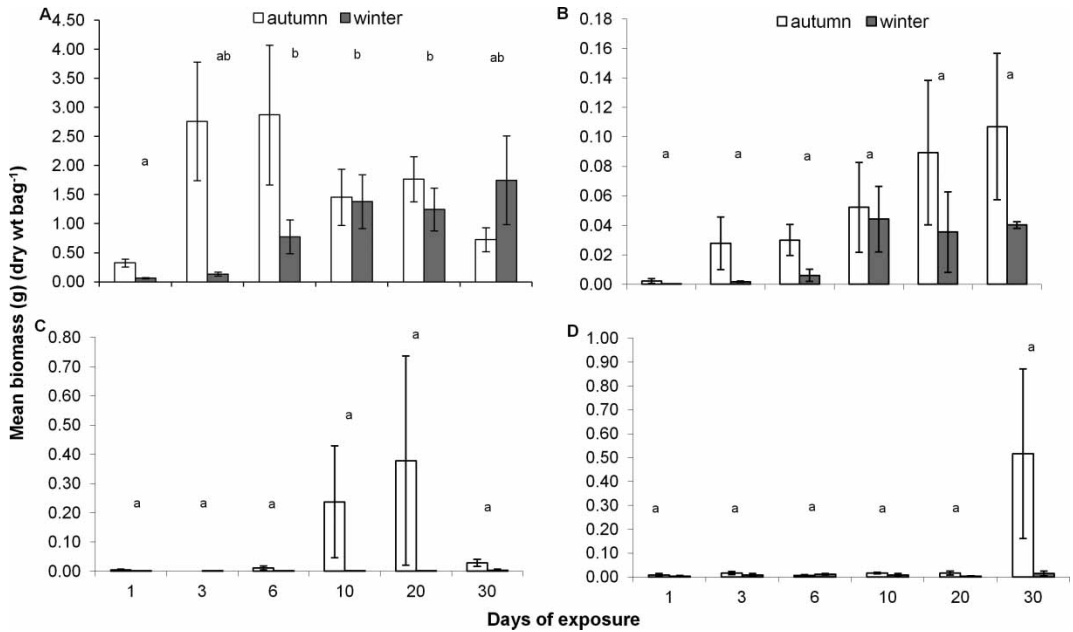 A
autumn winter
4.50
4.00
3.50
3.00
2.50
2.00
1.50
1.00
0.50
0.00
a ab b b b ab
B
autumn winter
0.18
0.16
0.14
0.12
0.10
0.08
0.06
0.04
0.02
0.00
a a a a a a
Mean biomass (g) (dry wt bag⁻¹)
C
0.80
0.70
0.60
0.50
0.40
0.30
0.20
0.10
0.00
a a a a a a
1 3 6 10 20 30
D
1.00
0.90
0.80
0.70
0.60
0.50
0.40
0.30
0.20
0.10
0.00
a a a a a a
1 3 6 10 20 30
Days of exposure